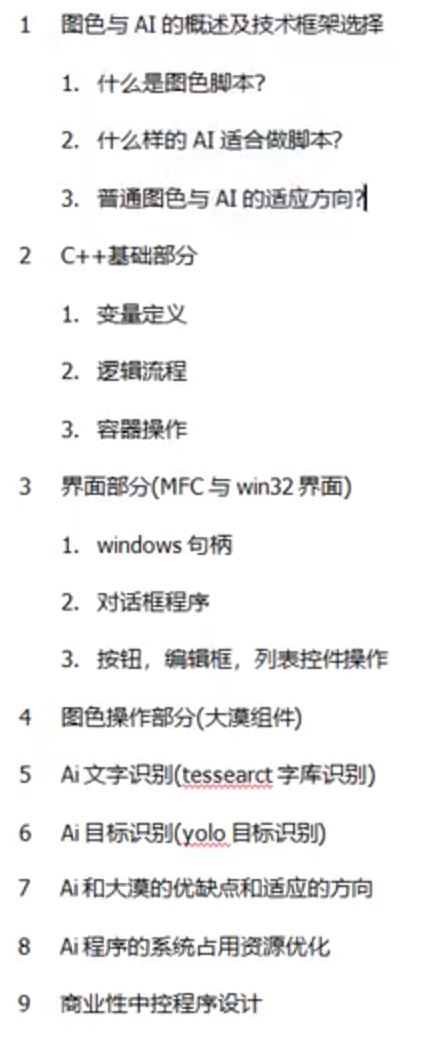 1 图色与 AI 的概述及技术框架选择
1. 什么是图色脚本?
2. 什么样的 AI 适合做脚本?
3. 普通图色与 AI 的适应方向?
2 C++基础部分
1. 变量定义
2. 逻辑流程
3. 容器操作
3 界面部分(MFC 与 win32 界面)
1. windows 句柄
2. 对话框程序
3. 按钮，编辑框，列表控件操作
4 图色操作部分(大漠组件)
5 Ai 文字识别(tessearct 字库识别)
6 Ai 目标识别(yolo 目标识别)
7 Ai 和大漠的优缺点和适应的方向
8 Ai 程序的系统占用资源优化
9 商业性中控程序设计